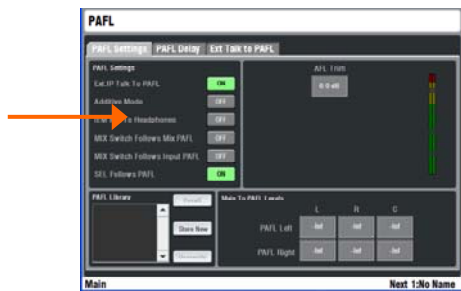 PAFL
PAFL Settings PAFL Delay Ext Talk to PAFL
PAFL Settings
Ext.IP Talk To PAFL ON
Additive Mode OFF
To Headphones OFF
MIX Switch Follows Mix PAFL OFF
MIX Switch Follows Input PAFL OFF
SEL Follows PAFL ON
AFL Trim
0.0 dB
PAFL Library
Recall
Store New
Overwrite
Main To PAFL Levels
L R C
PAFL Left -Inf -Inf -Inf
PAFL Right -Inf -Inf -Inf
Main Next 1:No Name